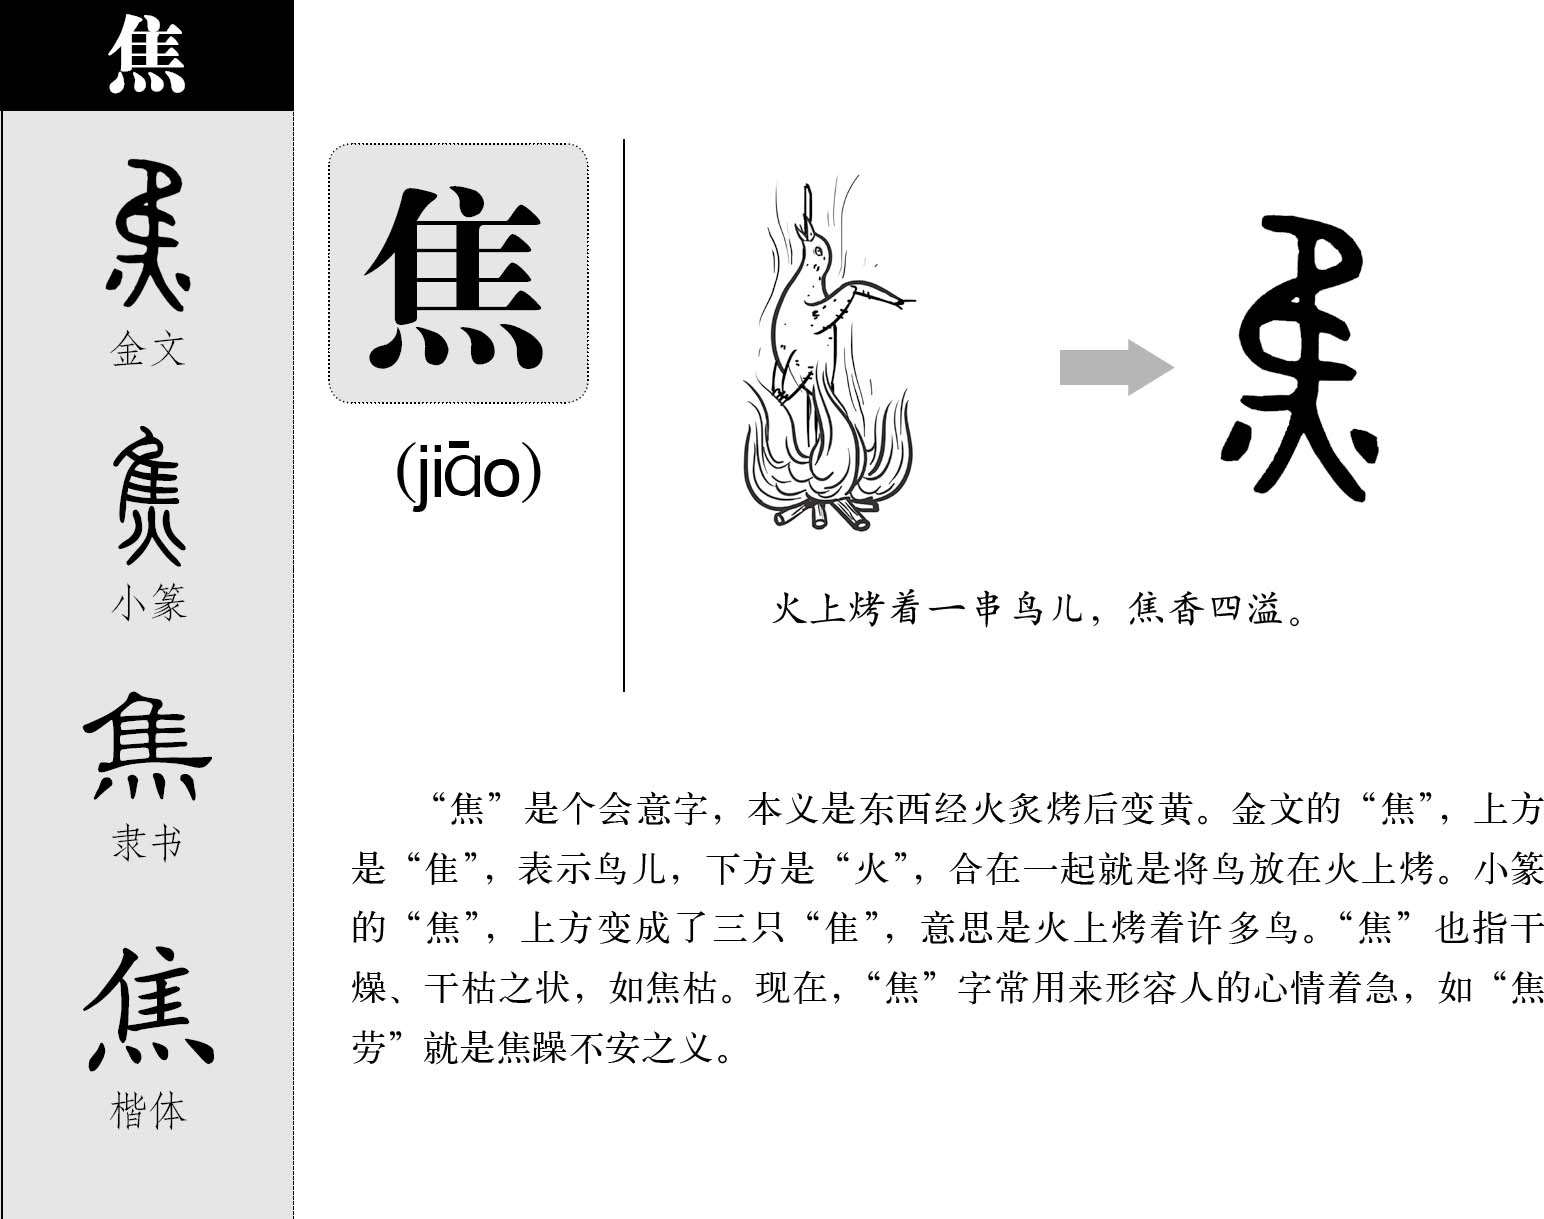 焦
金文
小篆
隶书
楷体
焦
(jiāo)
火上烤着一串鸟儿，焦香四溢。
“焦”是个会意字，本义是东西经火炙烤后变黄。金文的“焦”，上方
是“隹”，表示鸟儿，下方是“火”，合在一起就是将鸟放在火上烤。小篆
的“焦”，上方变成了三只“隹”，意思是火上烤着许多鸟。“焦”也指干
燥、干枯之状，如焦枯。现在，“焦”字常用来形容人的心情着急，如“焦
劳”就是焦躁不安之义。